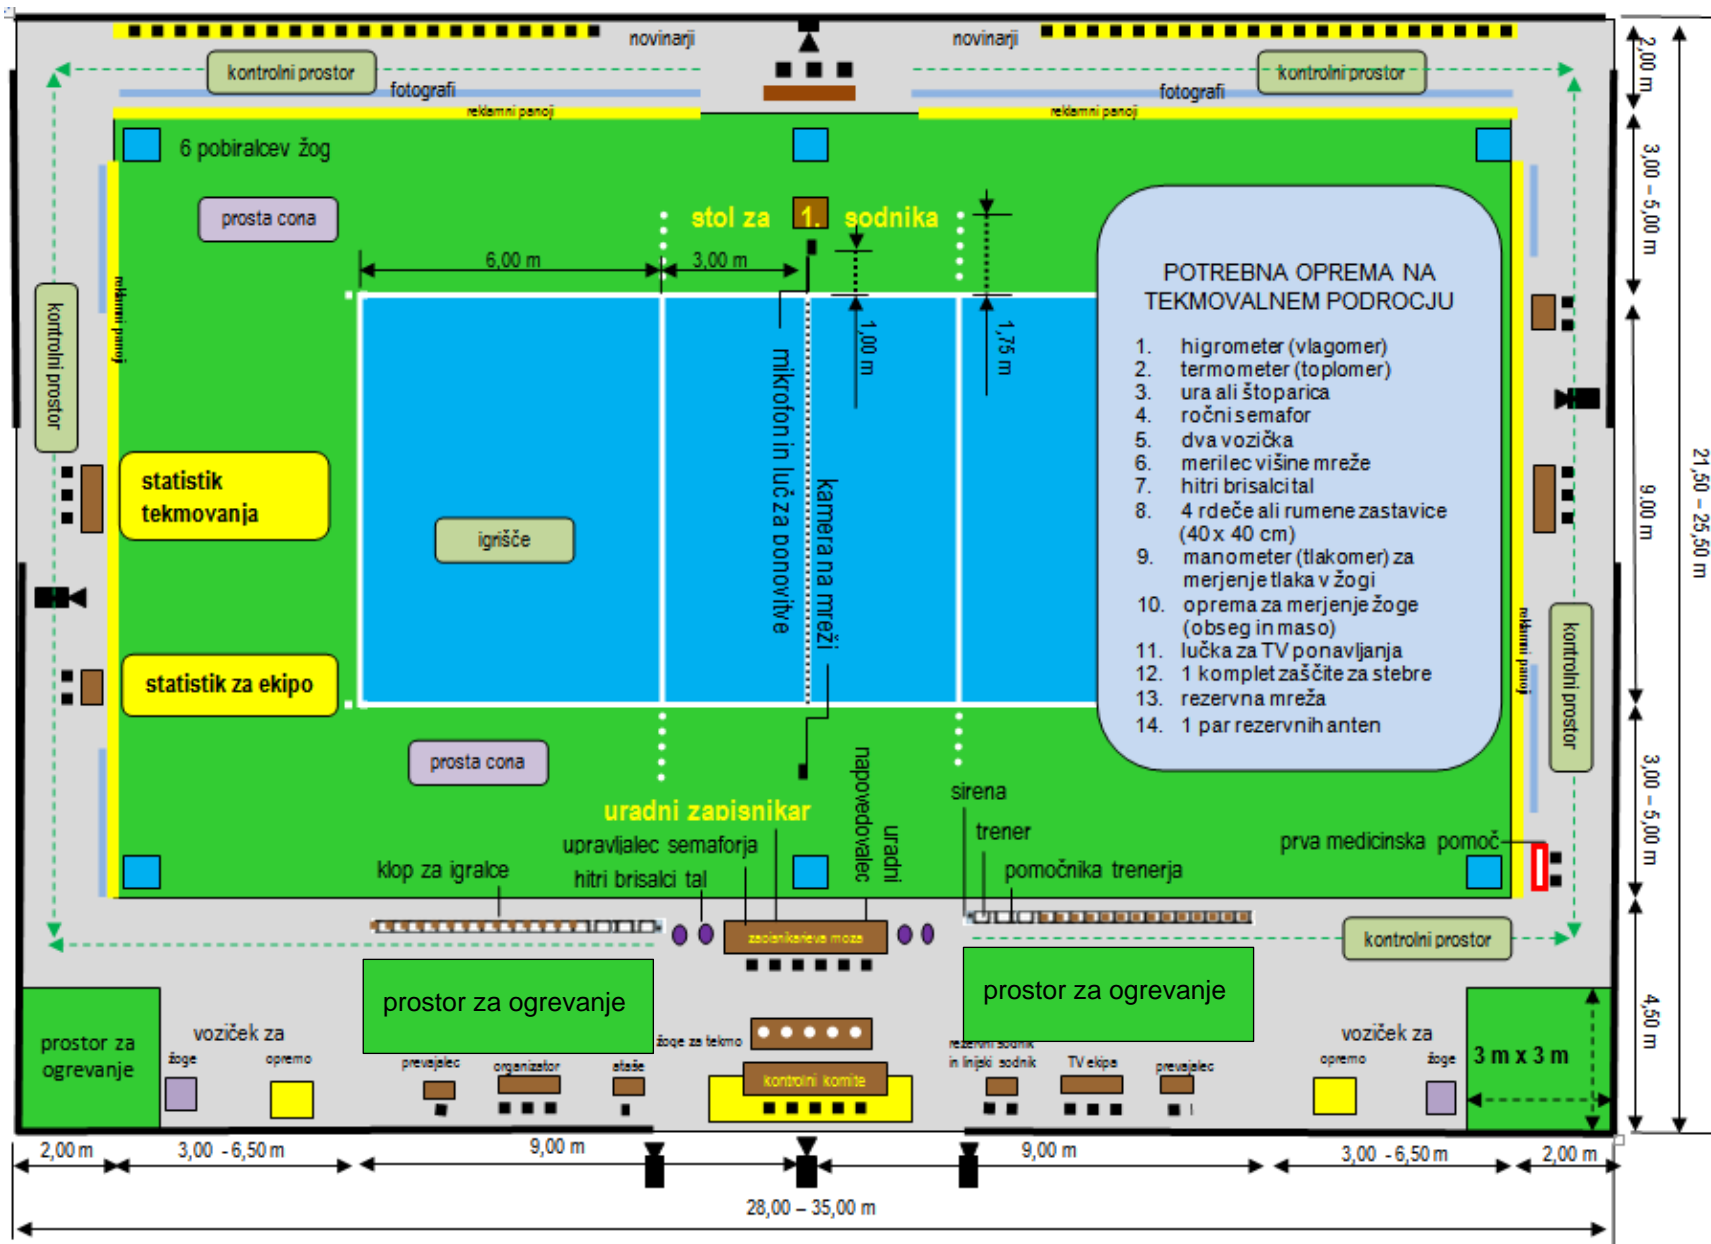 novinarji
novinarji
kontrolni prostor
kontrolni prostor
fotografi
fotografi
reklamni panoji
reklamni panoji
2,00 m
6 pobiralcev žog
3,00 – 5,00 m
prosta cona
stol za 1. sodnika
6,00 m
3,00 m
1,00 m
1,75 m
kontrolni prostor
reklamni panoji
mikrofon in luč za ponovitve
kamera na mreži
POTREBNA OPREMA NA
TEKMOVALNEM PODROCJU
1. higrometer (vlagomer)
2. termometer (toplomer)
3. ura ali štoparica
4. ročni semafor
5. dva vozička
6. merilec višine mreže
7. hitri brisalci tal
8. 4 rdeče ali rumene zastavice
(40 x 40 cm)
9. manometer (tlakomer) za
merjenje tlaka v žogi
10. oprema za merjenje žoge
(obseg in maso)
11. lučka za TV ponavljanja
12. 1 komplet zaščite za stebre
13. rezervna mreža
14. 1 par rezervnih anten
statistik
tekmovanja
igrišče
9,00 m
21,50 – 25,50 m
statistik za ekipo
reklamni panoji
kontrolni prostor
prosta cona
3,00 – 5,00 m
uradni zapisnikar
upravljalec semaforja
hitri brisalci tal
klop za igralce
uradni
napovedovalec
sirena
trener
pomočnika trenerja
prva medicinska pomoč
zapisnikarjeva miza
kontrolni prostor
prostor za ogrevanje
prostor za ogrevanje
4,50 m
prostor za
ogrevanje
voziček za
žoge
opremo
prevajalec
organizator
ataše
žoge za tekmo
kontrolni komite
rezervni sodnik
in linijski sodnik
TV ekipa
prevajalec
voziček za
opremo
žoge
3 m x 3 m
2,00 m
3,00 - 6,50 m
9,00 m
9,00 m
3,00 - 6,50 m
2,00 m
28,00 – 35,00 m